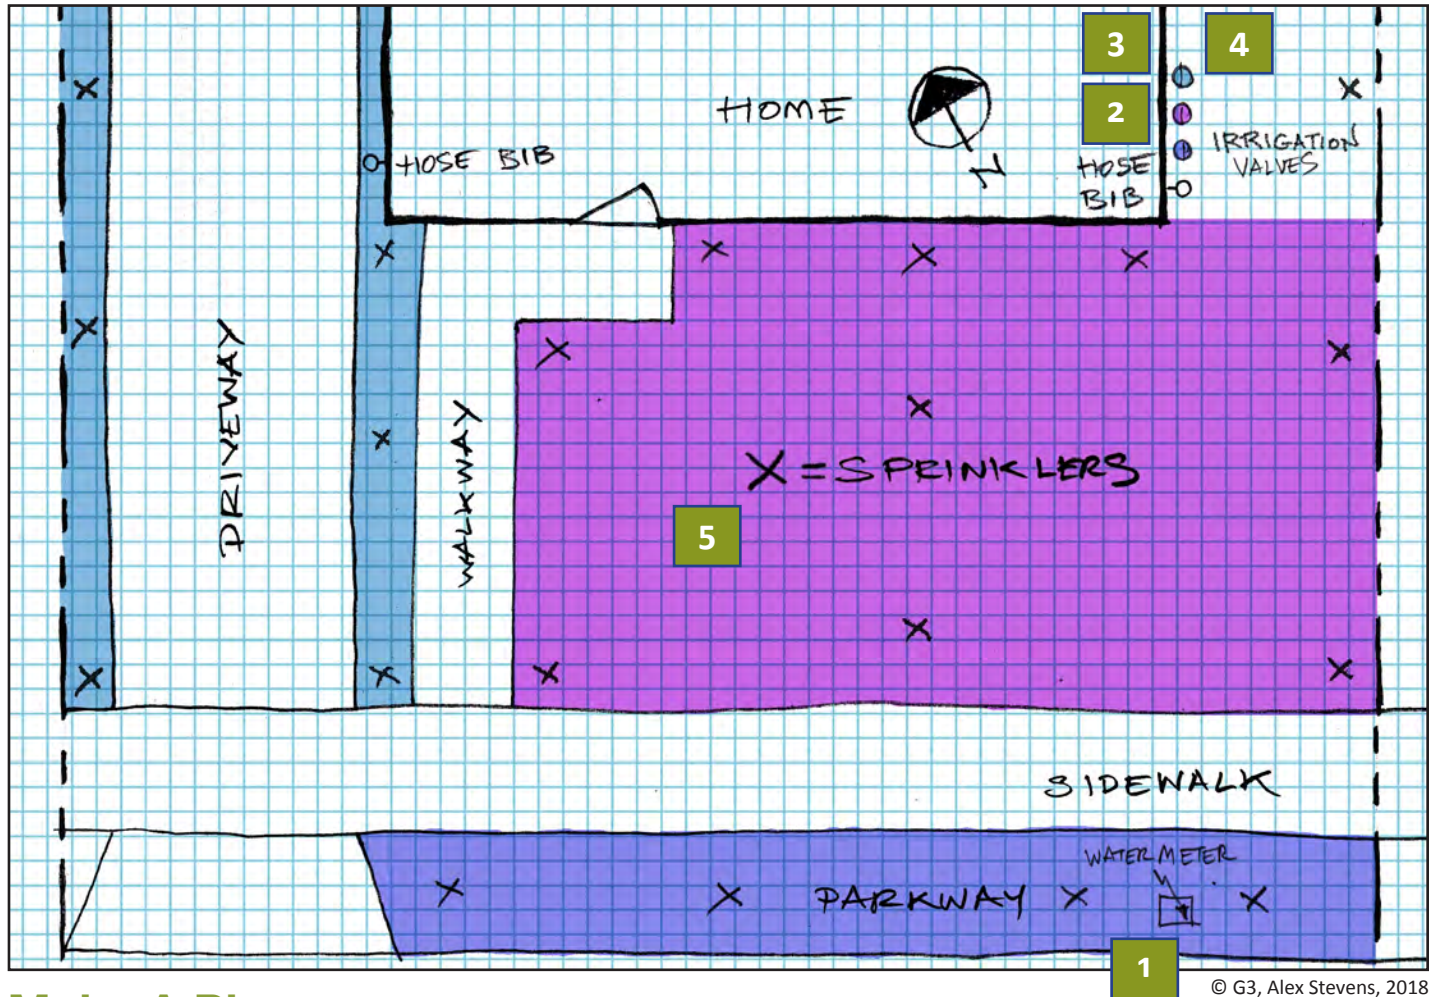 3
4
HOME
2
HOSE BIB
N
HOSE
BIB
IRRIGATION
VALVES
DRIVEWAY
WALKWAY
X = SPRINKLERS
5
SIDEWALK
WATER METER
PARKWAY
1
© G3, Alex Stevens, 2018